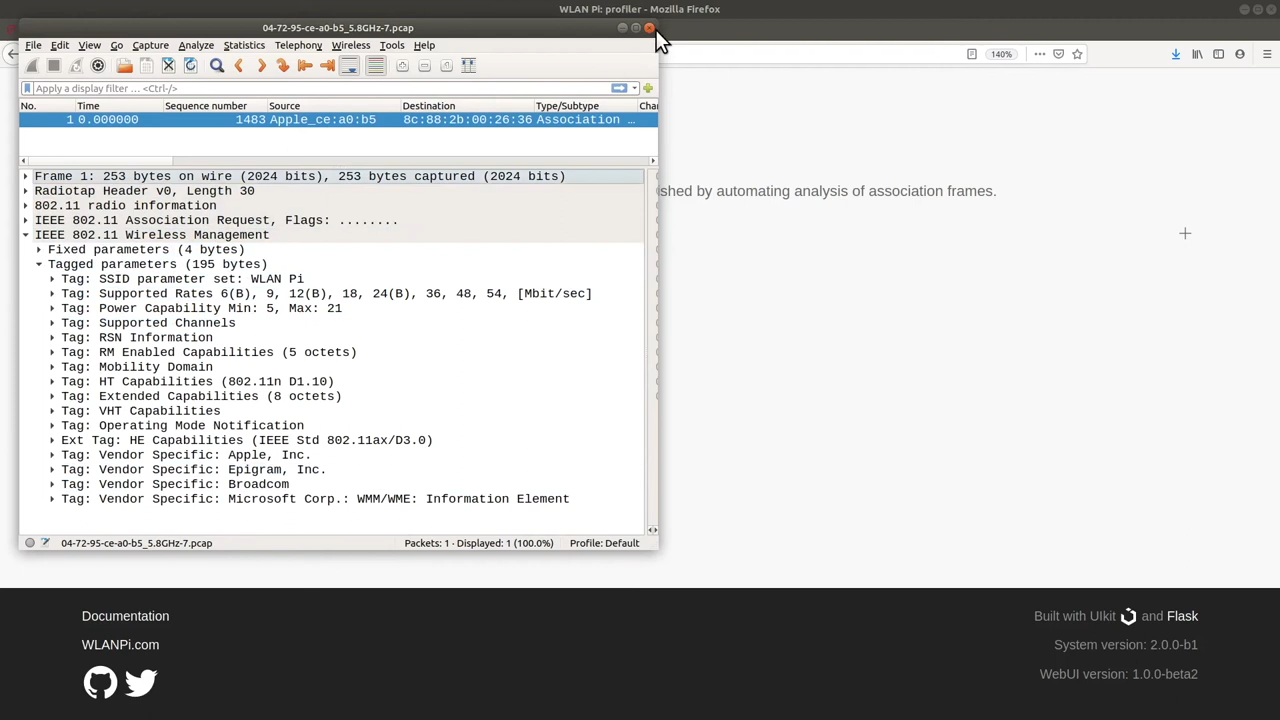 WLAN Pi: profiler - Mozilla Firefox
04-72-95-ce-a0-b5_5.8GHz-7.pcap
File Edit View Go Capture Analyze Statistics Telephony Wireless Tools Help
140%
Apply a display filter … <Ctrl-/>
No. Time Sequence number Source Destination Type/Subtype Chan
1 0.000000 1483 Apple_ce:a0:b5 8c:88:2b:00:26:36 Association …
Frame 1: 253 bytes on wire (2024 bits), 253 bytes captured (2024 bits)
Radiotap Header v0, Length 30
shed by automating analysis of association frames.
802.11 radio information
IEEE 802.11 Association Request, Flags: ........
IEEE 802.11 Wireless Management
Fixed parameters (4 bytes)
Tagged parameters (195 bytes)
Tag: SSID parameter set: WLAN Pi
Tag: Supported Rates 6(B), 9, 12(B), 18, 24(B), 36, 48, 54, [Mbit/sec]
Tag: Power Capability Min: 5, Max: 21
Tag: Supported Channels
Tag: RSN Information
Tag: RM Enabled Capabilities (5 octets)
Tag: Mobility Domain
Tag: HT Capabilities (802.11n D1.10)
Tag: Extended Capabilities (8 octets)
Tag: VHT Capabilities
Tag: Operating Mode Notification
Ext Tag: HE Capabilities (IEEE Std 802.11ax/D3.0)
Tag: Vendor Specific: Apple, Inc.
Tag: Vendor Specific: Epigram, Inc.
Tag: Vendor Specific: Broadcom
Tag: Vendor Specific: Microsoft Corp.: WMM/WME: Information Element
04-72-95-ce-a0-b5_5.8GHz-7.pcap Packets: 1 · Displayed: 1 (100.0%) Profile: Default
Documentation
Built with UIkit and Flask
WLANPi.com
System version: 2.0.0-b1
WebUI version: 1.0.0-beta2